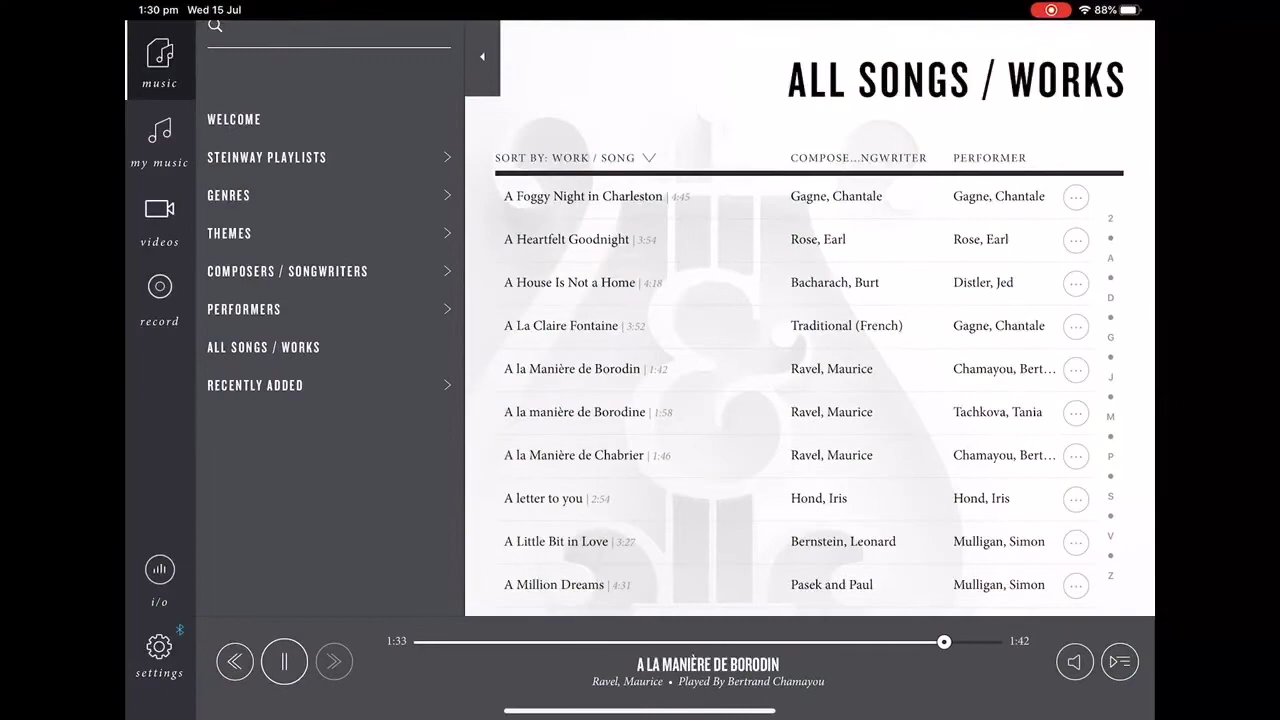 1:30 pm Wed 15 Jul
88%
music
my music
videos
record
i/o
settings
WELCOME
STEINWAY PLAYLISTS
GENRES
THEMES
COMPOSERS / SONGWRITERS
PERFORMERS
ALL SONGS / WORKS
RECENTLY ADDED
ALL SONGS / WORKS
SORT BY: WORK / SONG COMPOSE...NGWRITER PERFORMER
A Foggy Night in Charleston | 4:45 Gagne, Chantale Gagne, Chantale
A Heartfelt Goodnight | 3:54 Rose, Earl Rose, Earl
A House Is Not a Home | 4:18 Bacharach, Burt Distler, Jed
A La Claire Fontaine | 3:52 Traditional (French) Gagne, Chantale
A la Manière de Borodin | 1:42 Ravel, Maurice Chamayou, Bert...
A la manière de Borodine | 1:58 Ravel, Maurice Tachkova, Tania
A la Manière de Chabrier | 1:46 Ravel, Maurice Chamayou, Bert...
A letter to you | 2:54 Hond, Iris Hond, Iris
A Little Bit in Love | 3:27 Bernstein, Leonard Mulligan, Simon
A Million Dreams | 4:31 Pasek and Paul Mulligan, Simon
2
A
D
G
J
M
P
S
V
Z
1:33 1:42
A LA MANIÈRE DE BORODIN
Ravel, Maurice • Played By Bertrand Chamayou